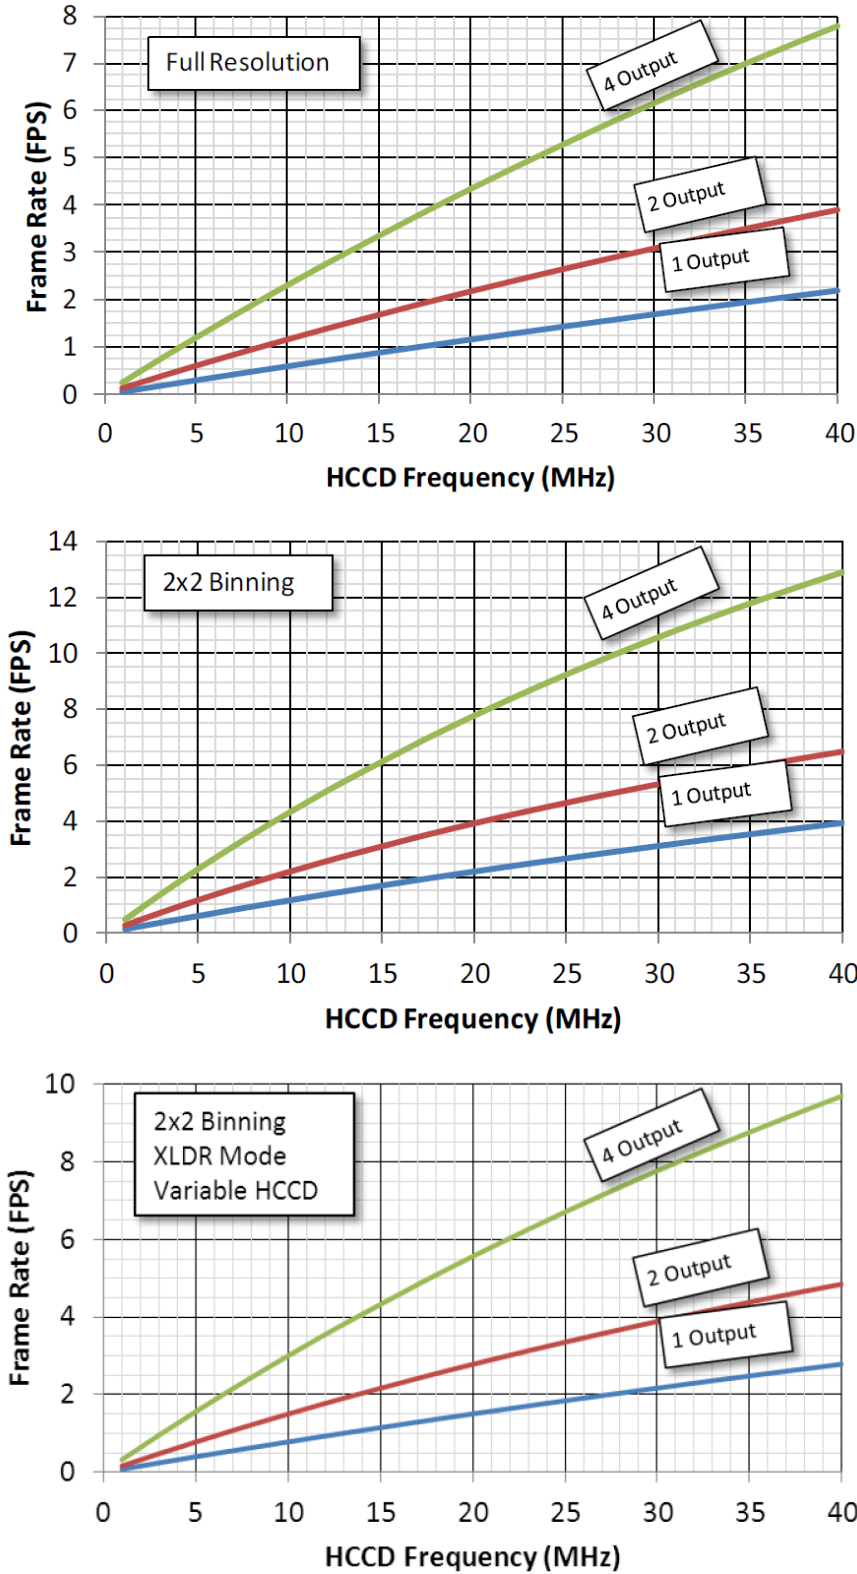 8
7
6
5
4
3
2
1
0
Frame Rate (FPS)
Full Resolution
4 Output
2 Output
1 Output
0 5 10 15 20 25 30 35 40
HCCD Frequency (MHz)
14
12
10
8
6
4
2
0
Frame Rate (FPS)
2x2 Binning
4 Output
2 Output
1 Output
0 5 10 15 20 25 30 35 40
HCCD Frequency (MHz)
10
8
6
4
2
0
Frame Rate (FPS)
2x2 Binning
XLDR Mode
Variable HCCD
4 Output
2 Output
1 Output
0 5 10 15 20 25 30 35 40
HCCD Frequency (MHz)